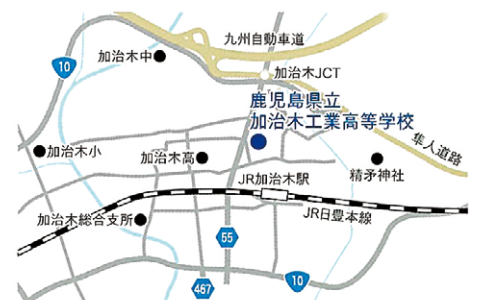 九州自動車道
加治木中
加治木JCT
10
鹿児島県立
加治木工業高等学校
隼人道路
加治木小
加治木高
精矛神社
JR加治木駅
加治木総合支所
JR日豊本線
55
10
467